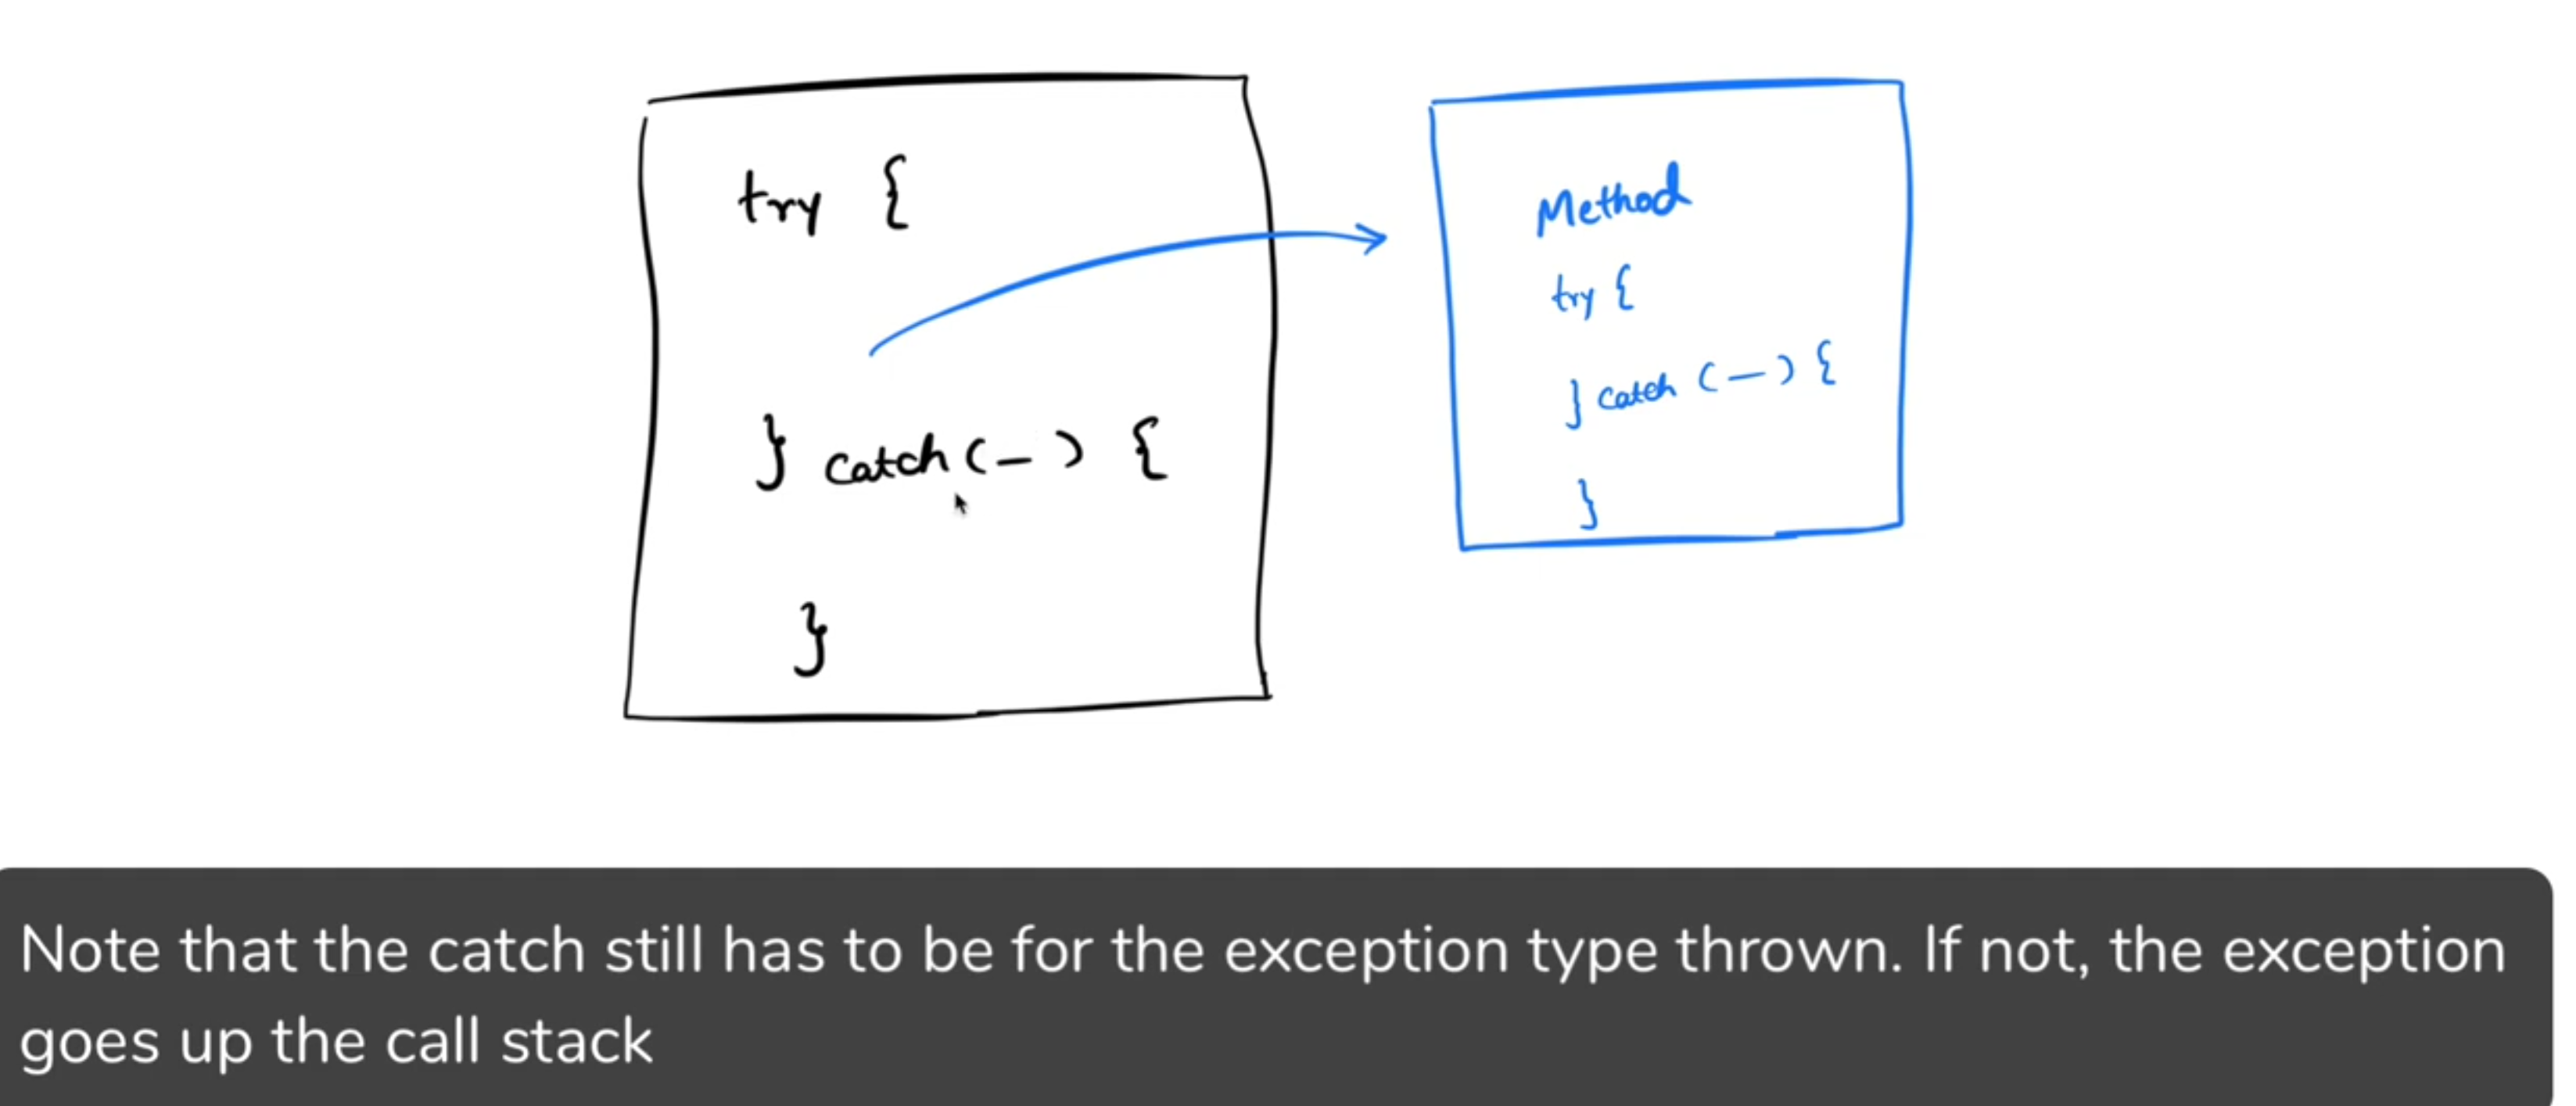 try {
} catch (–) {
}
Method
try {
} catch (–) {
}
Note that the catch still has to be for the exception type thrown. If not, the exception
goes up the call stack